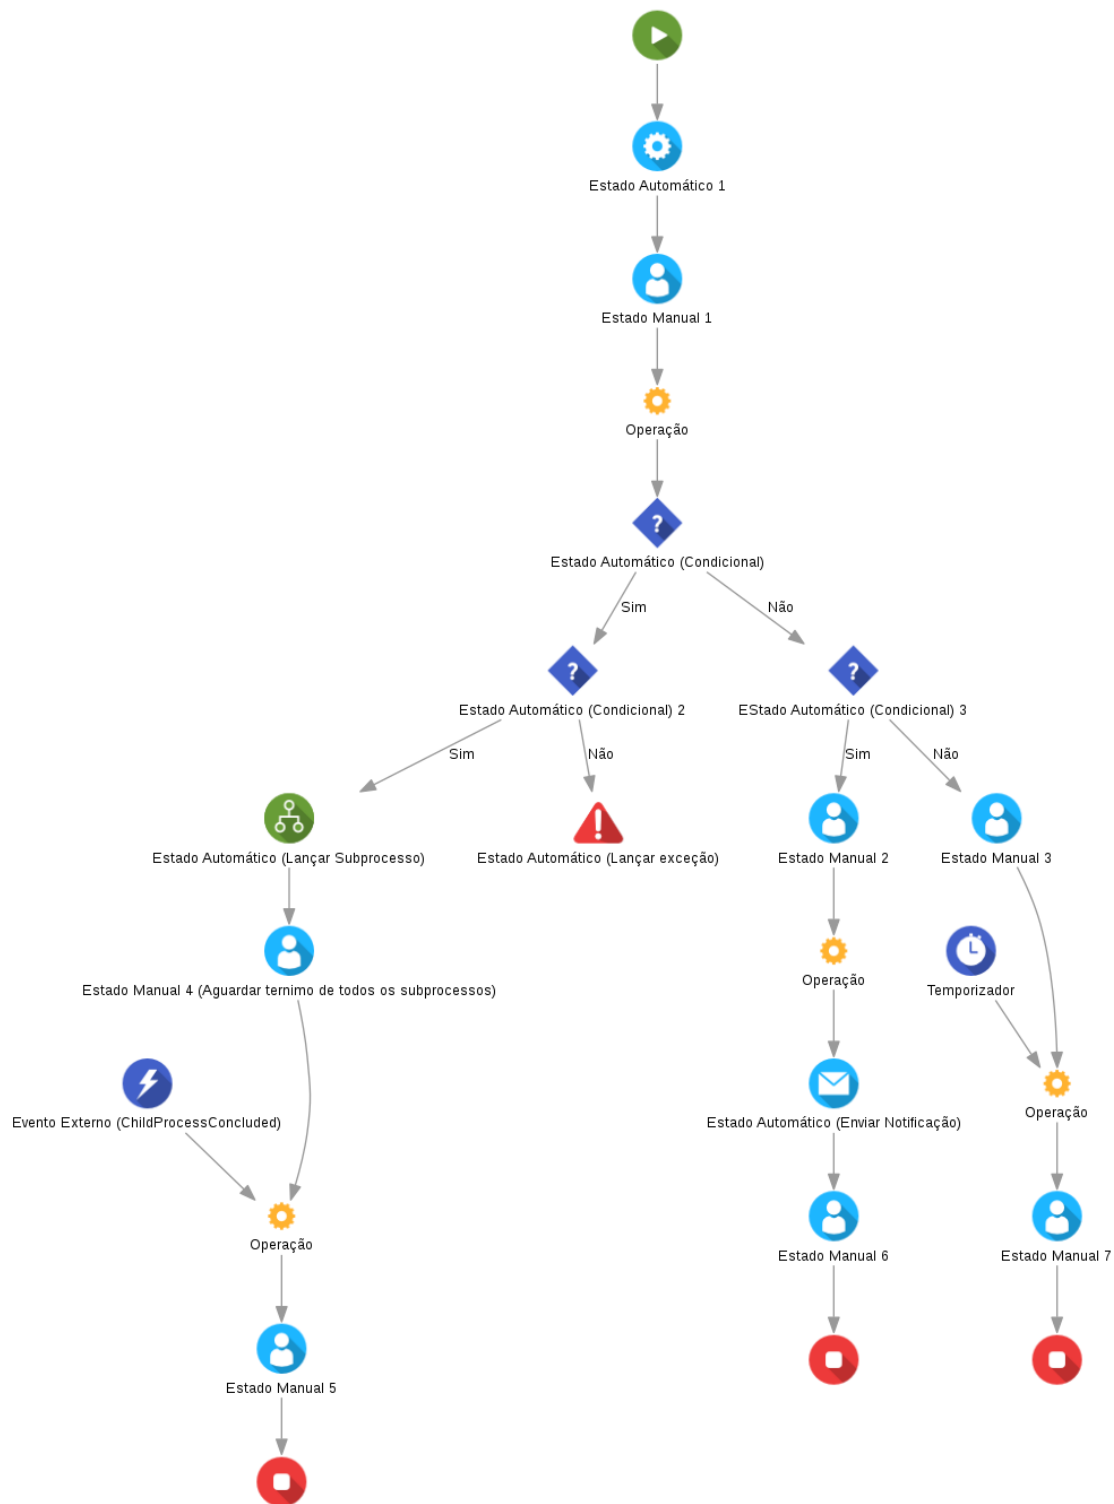 Estado Automático 1
Estado Manual 1
Operação
?
Estado Automático (Condicional)
Sim
Não
?
?
Estado Automático (Condicional) 2
EStado Automático (Condicional) 3
Sim
Não
Sim
Não
Estado Automático (Lançar Subprocesso)
Estado Automático (Lançar exceção)
Estado Manual 2
Estado Manual 3
Estado Manual 4 (Aguardar ternimo de todos os subprocessos)
Operação
Temporizador
Evento Externo (ChildProcessConcluded)
Estado Automático (Enviar Notificação)
Operação
Operação
Estado Manual 6
Estado Manual 7
Estado Manual 5